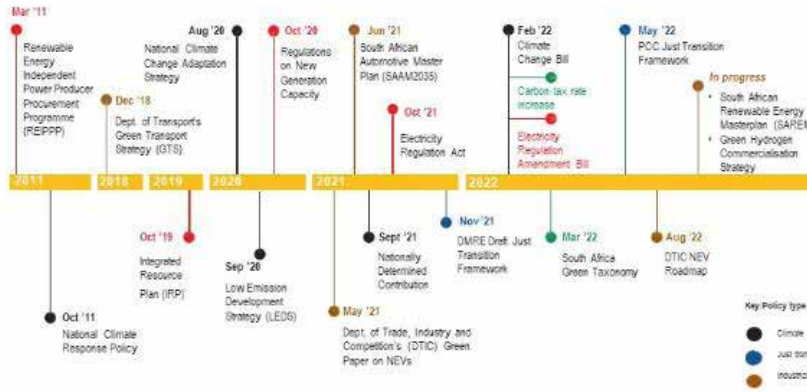 Mar '11
Renewable
Energy
Independent
Power Producer
Procurement
Programme
(REIPPP)
Dec '18
Dept. of Transport's
Green Transport
Strategy (GTS)
Aug '20
National Climate
Change Adaptation
Strategy
Oct '20
Regulations
on New
Generation
Capacity
Jun '21
South African
Automotive Master
Plan (SAAM2035)
Oct '21
Electricity
Regulation Act
Feb '22
Climate
Change Bill
Carbon tax rate
increase
Electricity
Regulation
Amendment Bill
May '22
PCC Just Transition
Framework
In progress
• South African
Renewable Energy
Masterplan (SAREM
• Green Hydrogen
Commercialisation
Strategy
2011 2018 2019 2020 2021 2022
Oct '11
National Climate
Response Policy
Oct '19
Integrated
Resource
Plan (IRP)
Sep '20
Low Emission
Development
Strategy (LEDS)
May '21
Dept. of Trade, Industry and
Competition's (DTIC) Green
Paper on NEVs
Sept '21
Nationally
Determined
Contribution
Nov '21
DMRE Draft Just
Transition
Framework
Mar '22
South Africa
Green Taxonomy
Aug '22
DTIC NEV
Roadmap
Key Policy type
Climate
Just tran
Industria